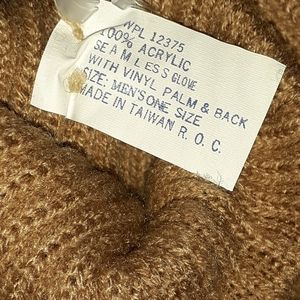 WPL 12375
100% ACRYLIC
SEAMLESS GLOVE
WITH VINYL PALM & BACK
SIZE: MEN'S ONE SIZE
MADE IN TAIWAN R. O. C.